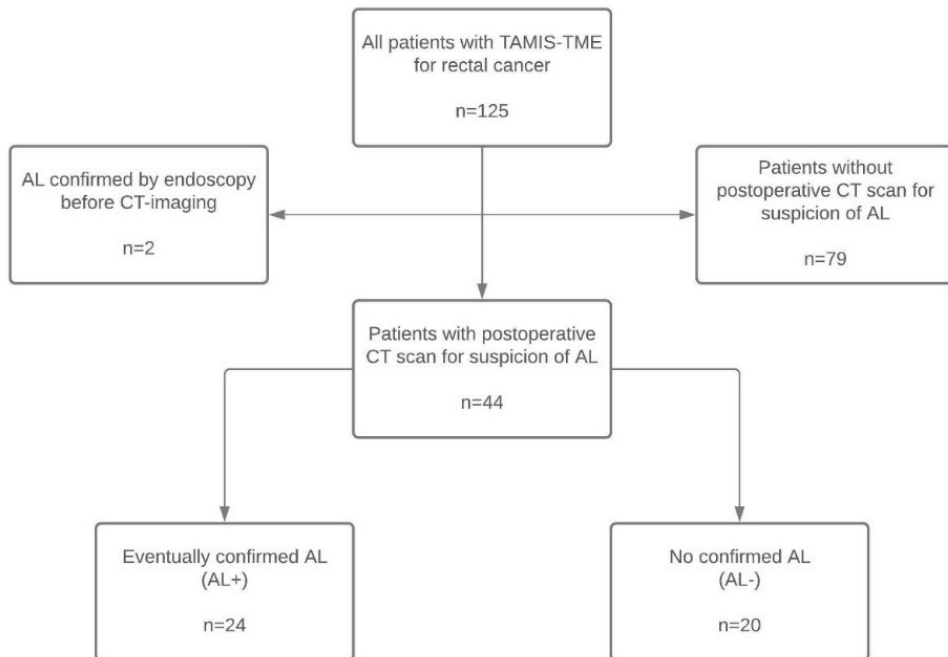 All patients with TAMIS-TME
for rectal cancer
n=125
AL confirmed by endoscopy
before CT-imaging
n=2
Patients without
postoperative CT scan for
suspicion of AL
n=79
Patients with postoperative
CT scan for suspicion of AL
n=44
Eventually confirmed AL
(AL+)
n=24
No confirmed AL
(AL-)
n=20